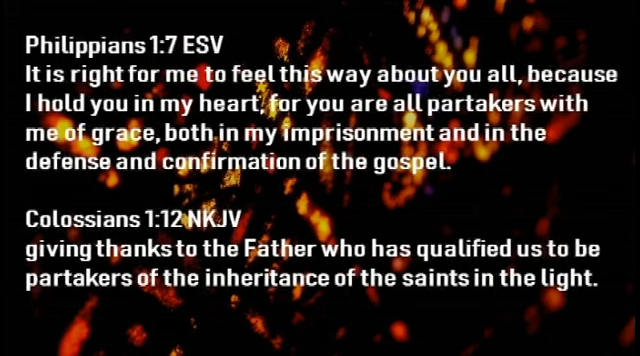 Philippians 1:7 ESV
It is right for me to feel this way about you all, because
I hold you in my heart, for you are all partakers with
me of grace, both in my imprisonment and in the
defense and confirmation of the gospel.
Colossians 1:12 NKJV
giving thanks to the Father who has qualified us to be
partakers of the inheritance of the saints in the light.